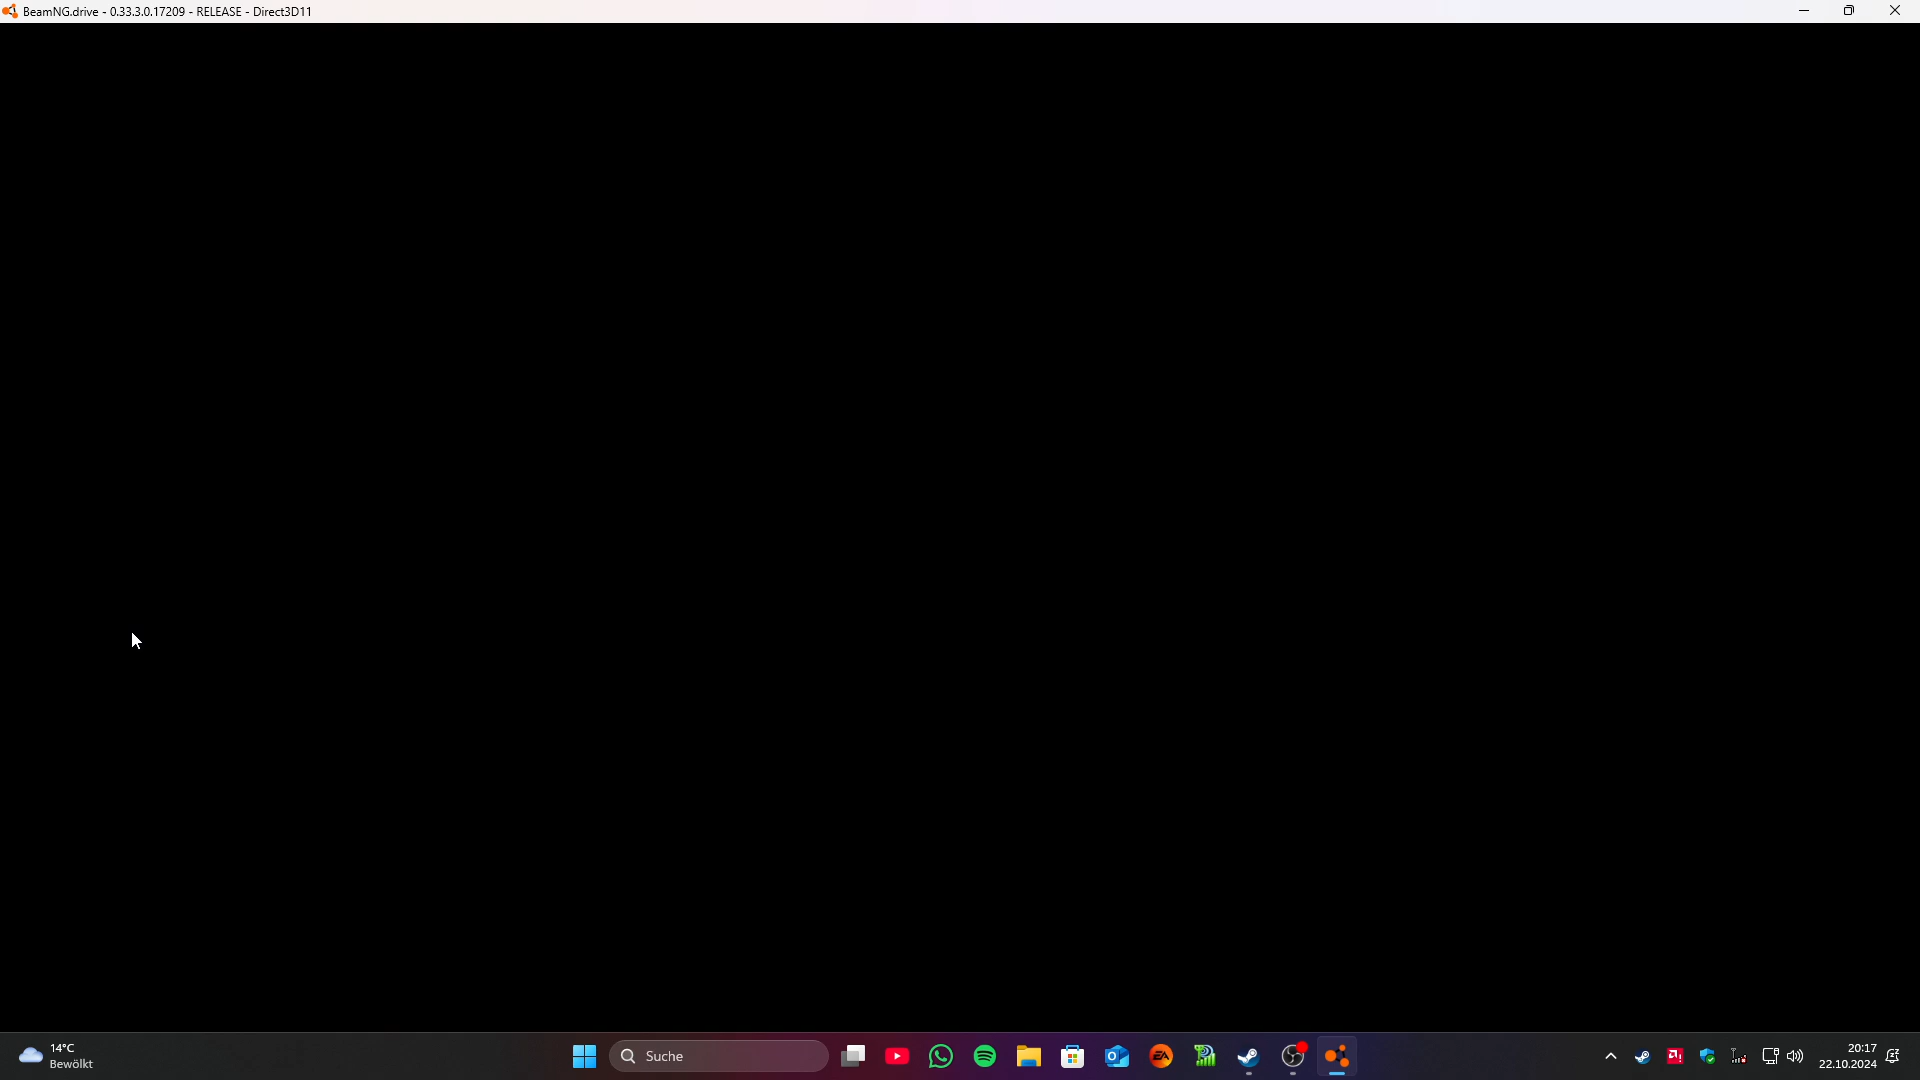 BeamNG.drive - 0.33.3.0.17209 - RELEASE - Direct3D11
14°C
Bewölkt
Suche
20:17
22.10.2024